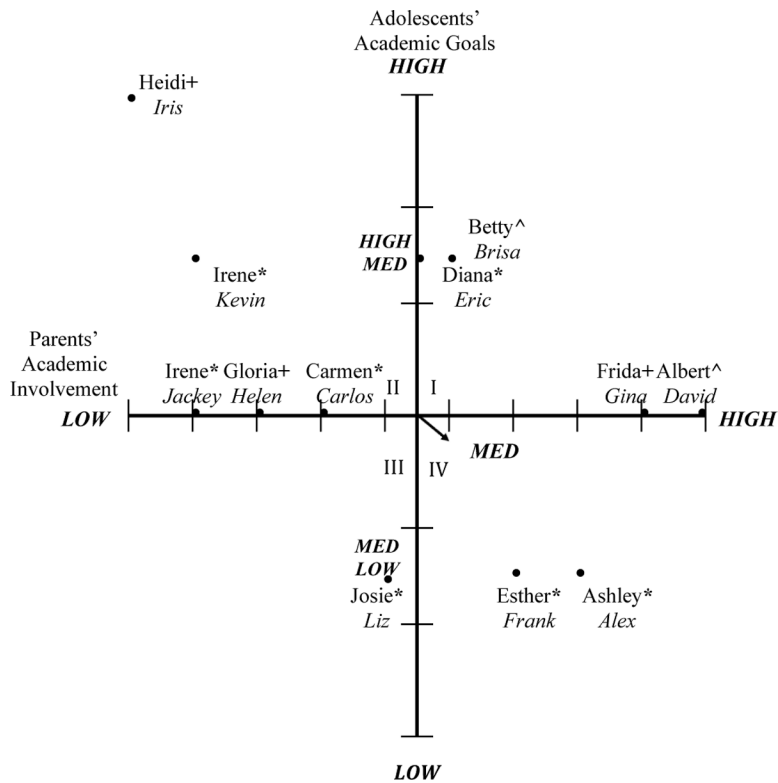 Adolescents'
Academic Goals
HIGH
Heidi+
Iris
Betty^
Brisa
HIGH
MED
Irene*
Kevin
Diana*
Eric
Parents'
Academic
Involvement
LOW
Irene*
Jackey
Gloria+
Helen
Carmen*
Carlos
II
I
Frida+
Gina
Albert^
David
HIGH
MED
III
IV
MED
LOW
Josie*
Liz
Esther*
Frank
Ashley*
Alex
LOW